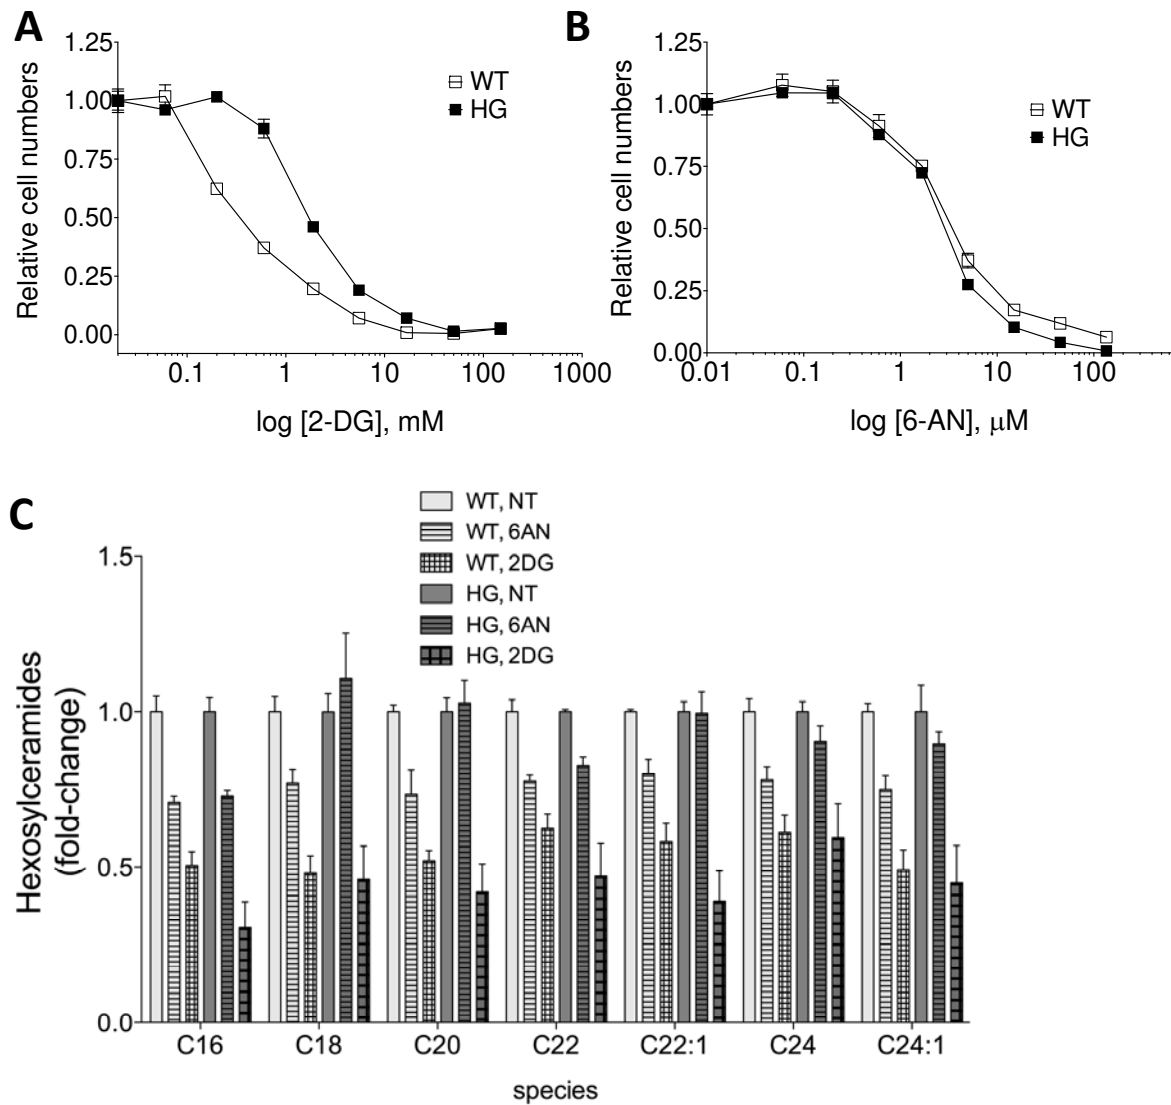 A
Relative cell numbers
1.25
1.00
0.75
0.50
0.25
0.00
WT
HG
0.1 1 10 100 1000
log [2-DG], mM
B
Relative cell numbers
1.25
1.00
0.75
0.50
0.25
0.00
WT
HG
0.01 0.1 1 10 100
log [6-AN], μM
C
WT, NT
WT, 6AN
WT, 2DG
HG, NT
HG, 6AN
HG, 2DG
Hexosylceramides
(fold-change)
1.5
1.0
0.5
0.0
C16 C18 C20 C22 C22:1 C24 C24:1
species